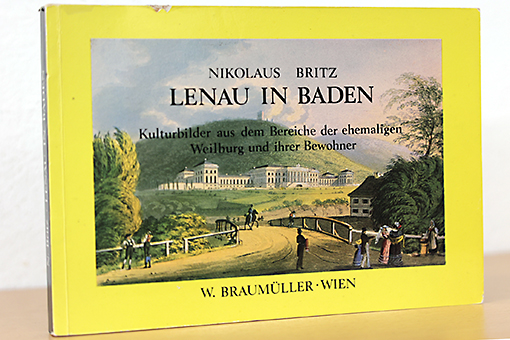 NIKOLAUS BRITZ
LENAU IN BADEN
Kulturbilder aus dem Bereiche der ehemaligen
Weilburg und ihrer Bewohner
W. BRAUMÜLLER · WIEN